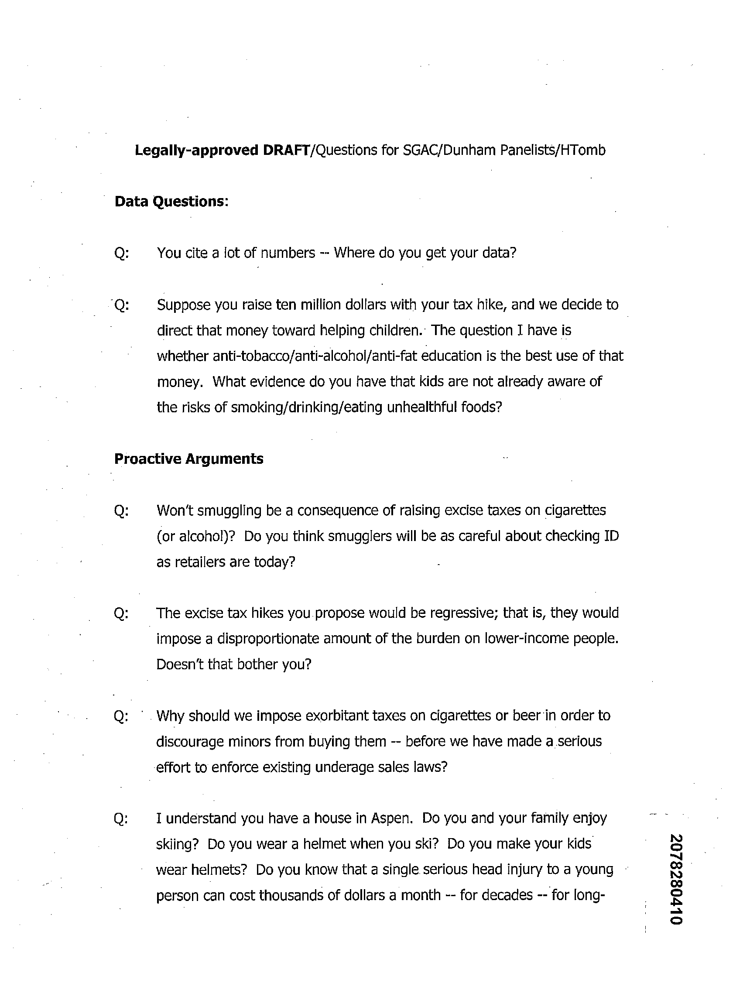 Legally-approved DRAFT/Questions for SGAC/Dunham Panelists/HTomb
Data Questions:
Q: You cite a lot of numbers -- Where do you get your data?
Q: Suppose you raise ten million dollars with your tax hike, and we decide to
direct that money toward helping children. The question I have is
whether anti-tobacco/anti-alcohol/anti-fat education is the best use of that
money. What evidence do you have that kids are not already aware of
the risks of smoking/drinking/eating unhealthful foods?
Proactive Arguments
Q: Won't smuggling be a consequence of raising excise taxes on cigarettes
(or alcohol)? Do you think smugglers will be as careful about checking ID
as retailers are today?
Q: The excise tax hikes you propose would be regressive; that is, they would
impose a disproportionate amount of the burden on lower-income people.
Doesn't that bother you?
Q: Why should we impose exorbitant taxes on cigarettes or beer in order to
discourage minors from buying them -- before we have made a serious
effort to enforce existing underage sales laws?
Q: I understand you have a house in Aspen. Do you and your family enjoy
skiing? Do you wear a helmet when you ski? Do you make your kids
wear helmets? Do you know that a single serious head injury to a young
person can cost thousands of dollars a month -- for decades -- for long-
2078280410